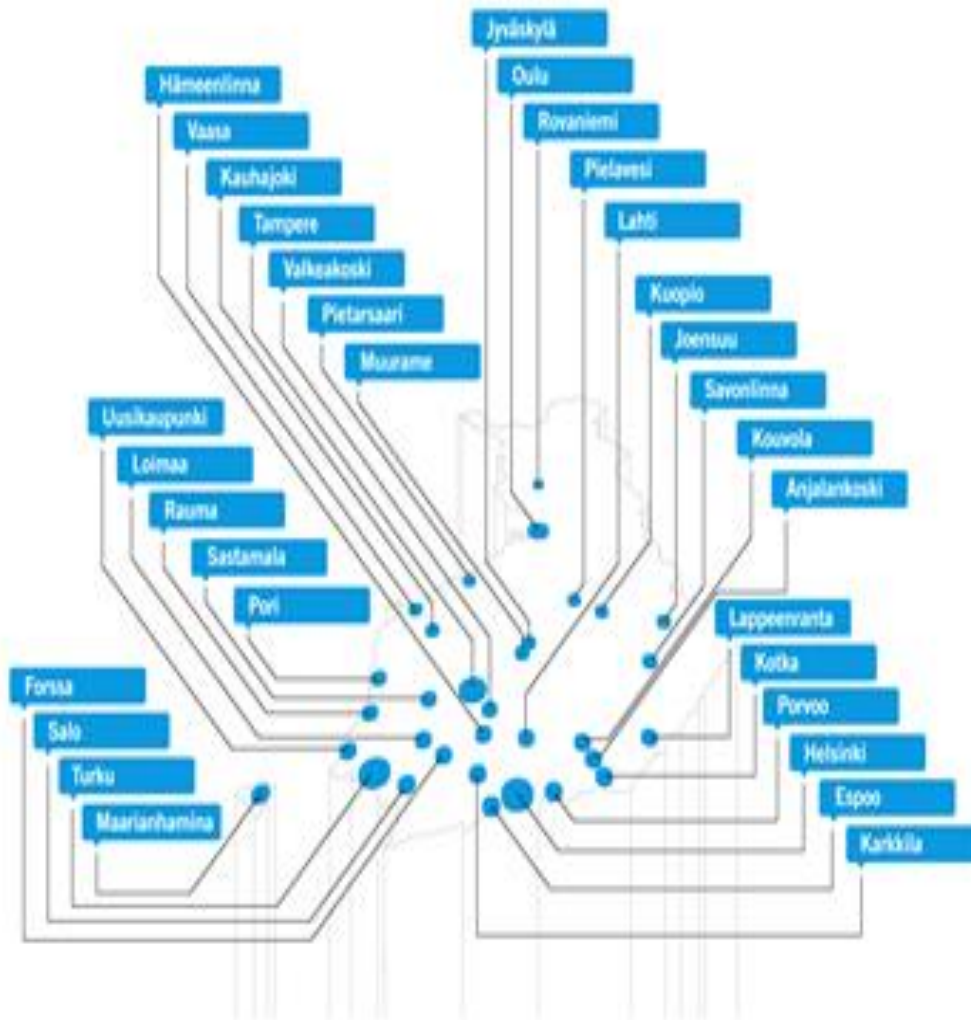 Jyväskylä
Oulu
Rovaniemi
Pielavesi
Lahti
Kuopio
Joensuu
Savonlinna
Kouvola
Anjalankoski
Lappeenranta
Kotka
Porvoo
Helsinki
Espoo
Karkkila
Hämeenlinna
Vaasa
Kauhajoki
Tampere
Valkeakoski
Pietarsaari
Muurame
Uusikaupunki
Loimaa
Rauma
Sastamala
Pori
Forssa
Salo
Turku
Maarianhamina